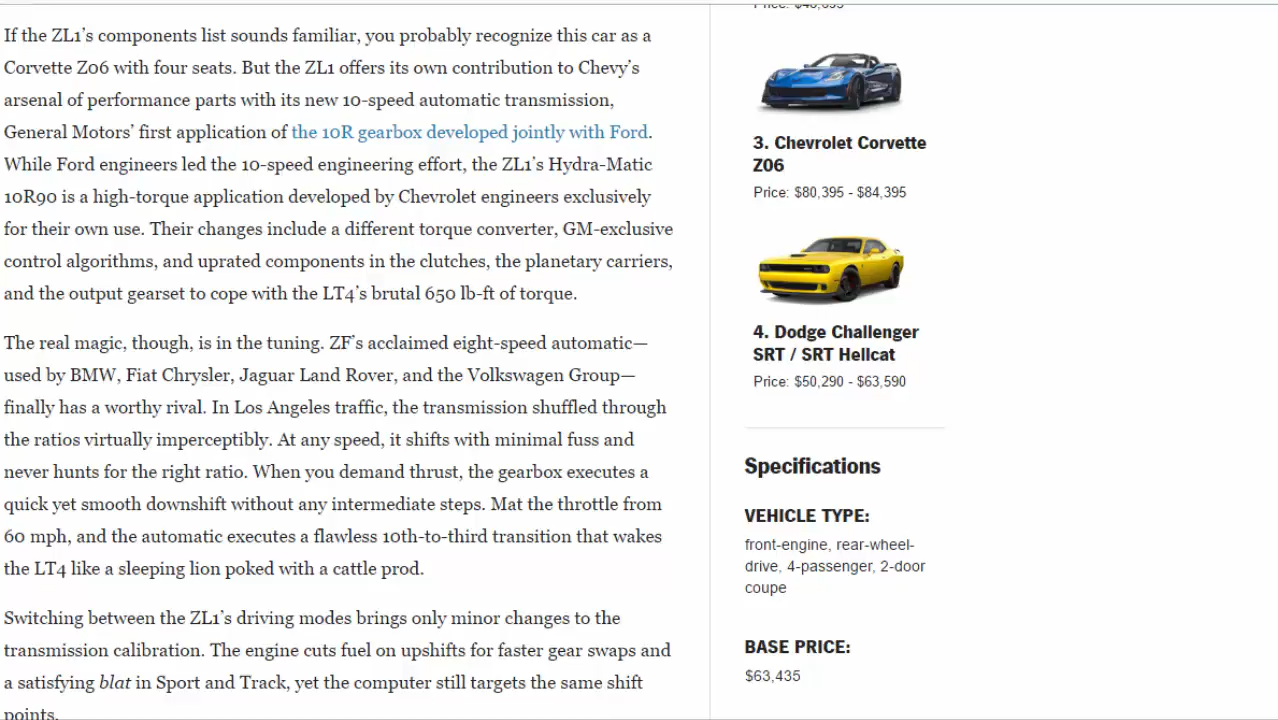 If the ZL1’s components list sounds familiar, you probably recognize this car as a
Corvette Z06 with four seats. But the ZL1 offers its own contribution to Chevy’s
arsenal of performance parts with its new 10-speed automatic transmission,
General Motors’ first application of the 10R gearbox developed jointly with Ford.
While Ford engineers led the 10-speed engineering effort, the ZL1’s Hydra-Matic
10R90 is a high-torque application developed by Chevrolet engineers exclusively
for their own use. Their changes include a different torque converter, GM-exclusive
control algorithms, and uprated components in the clutches, the planetary carriers,
and the output gearset to cope with the LT4’s brutal 650 lb-ft of torque.
The real magic, though, is in the tuning. ZF’s acclaimed eight-speed automatic—
used by BMW, Fiat Chrysler, Jaguar Land Rover, and the Volkswagen Group—
finally has a worthy rival. In Los Angeles traffic, the transmission shuffled through
the ratios virtually imperceptibly. At any speed, it shifts with minimal fuss and
never hunts for the right ratio. When you demand thrust, the gearbox executes a
quick yet smooth downshift without any intermediate steps. Mat the throttle from
60 mph, and the automatic executes a flawless 10th-to-third transition that wakes
the LT4 like a sleeping lion poked with a cattle prod.
Switching between the ZL1’s driving modes brings only minor changes to the
transmission calibration. The engine cuts fuel on upshifts for faster gear swaps and
a satisfying blat in Sport and Track, yet the computer still targets the same shift
points.
3. Chevrolet Corvette
Z06
Price: $80,395 - $84,395
4. Dodge Challenger
SRT / SRT Hellcat
Price: $50,290 - $63,590
Specifications
VEHICLE TYPE:
front-engine, rear-wheel-
drive, 4-passenger, 2-door
coupe
BASE PRICE:
$63,435